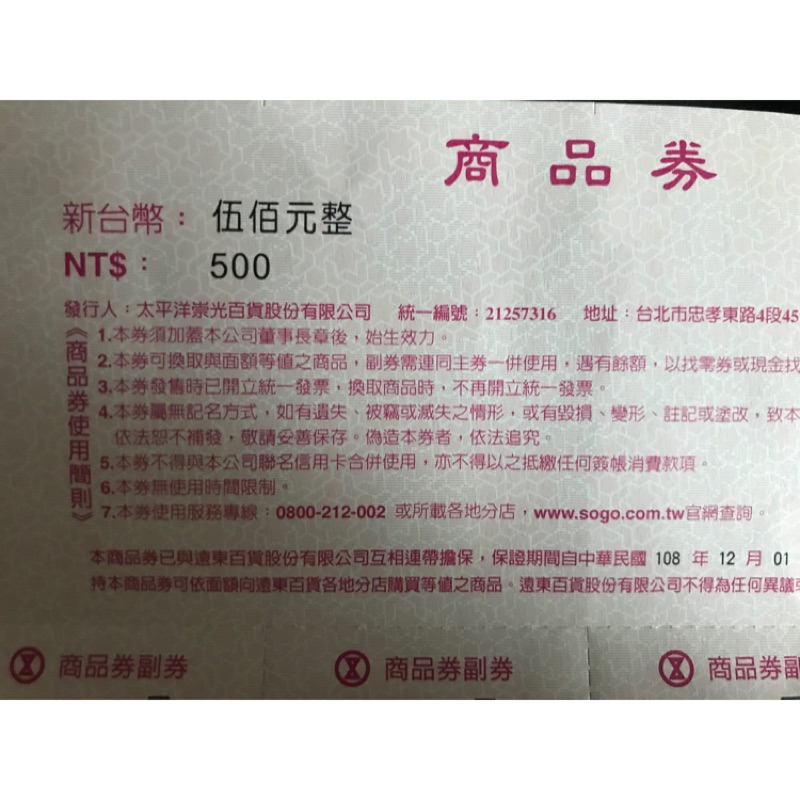 商品券
新台幣： 伍佰元整
NT$： 500
發行人：太平洋崇光百貨股份有限公司 統一編號：21257316 地址：台北市忠孝東路4段45
《商品券使用簡則》
1.本券須加蓋本公司董事長章後，始生效力。
2.本券可換取與面額等值之商品，副券需連同主券一併使用，遇有餘額，以找零券或現金找
3.本券發售時已開立統一發票，換取商品時，不再開立統一發票。
4.本券屬無記名方式，如有遺失、被竊或滅失之情形，或有毀損、變形、註記或塗改，致本
依法恕不補發，敬請妥善保存。偽造本券者，依法追究。
5.本券不得與本公司聯名信用卡合併使用，亦不得以之抵繳任何簽帳消費款項。
6.本券無使用時間限制。
7.本券使用服務專線：0800-212-002 或所載各地分店，www.sogo.com.tw官網查詢。
本商品券已與遠東百貨股份有限公司互相連帶擔保，保證期間自中華民國 108 年 12 月 01
持本商品券可依面額向遠東百貨各地分店購買等值之商品。遠東百貨股份有限公司不得為任何異議
商品券副券 商品券副券 商品券副